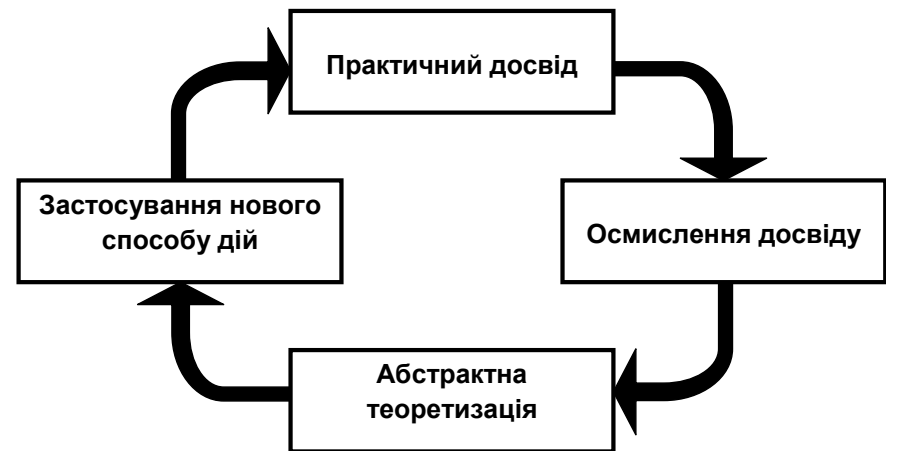 Практичний досвід
Застосування нового
способу дій
Осмислення досвіду
Абстрактна
теоретизація